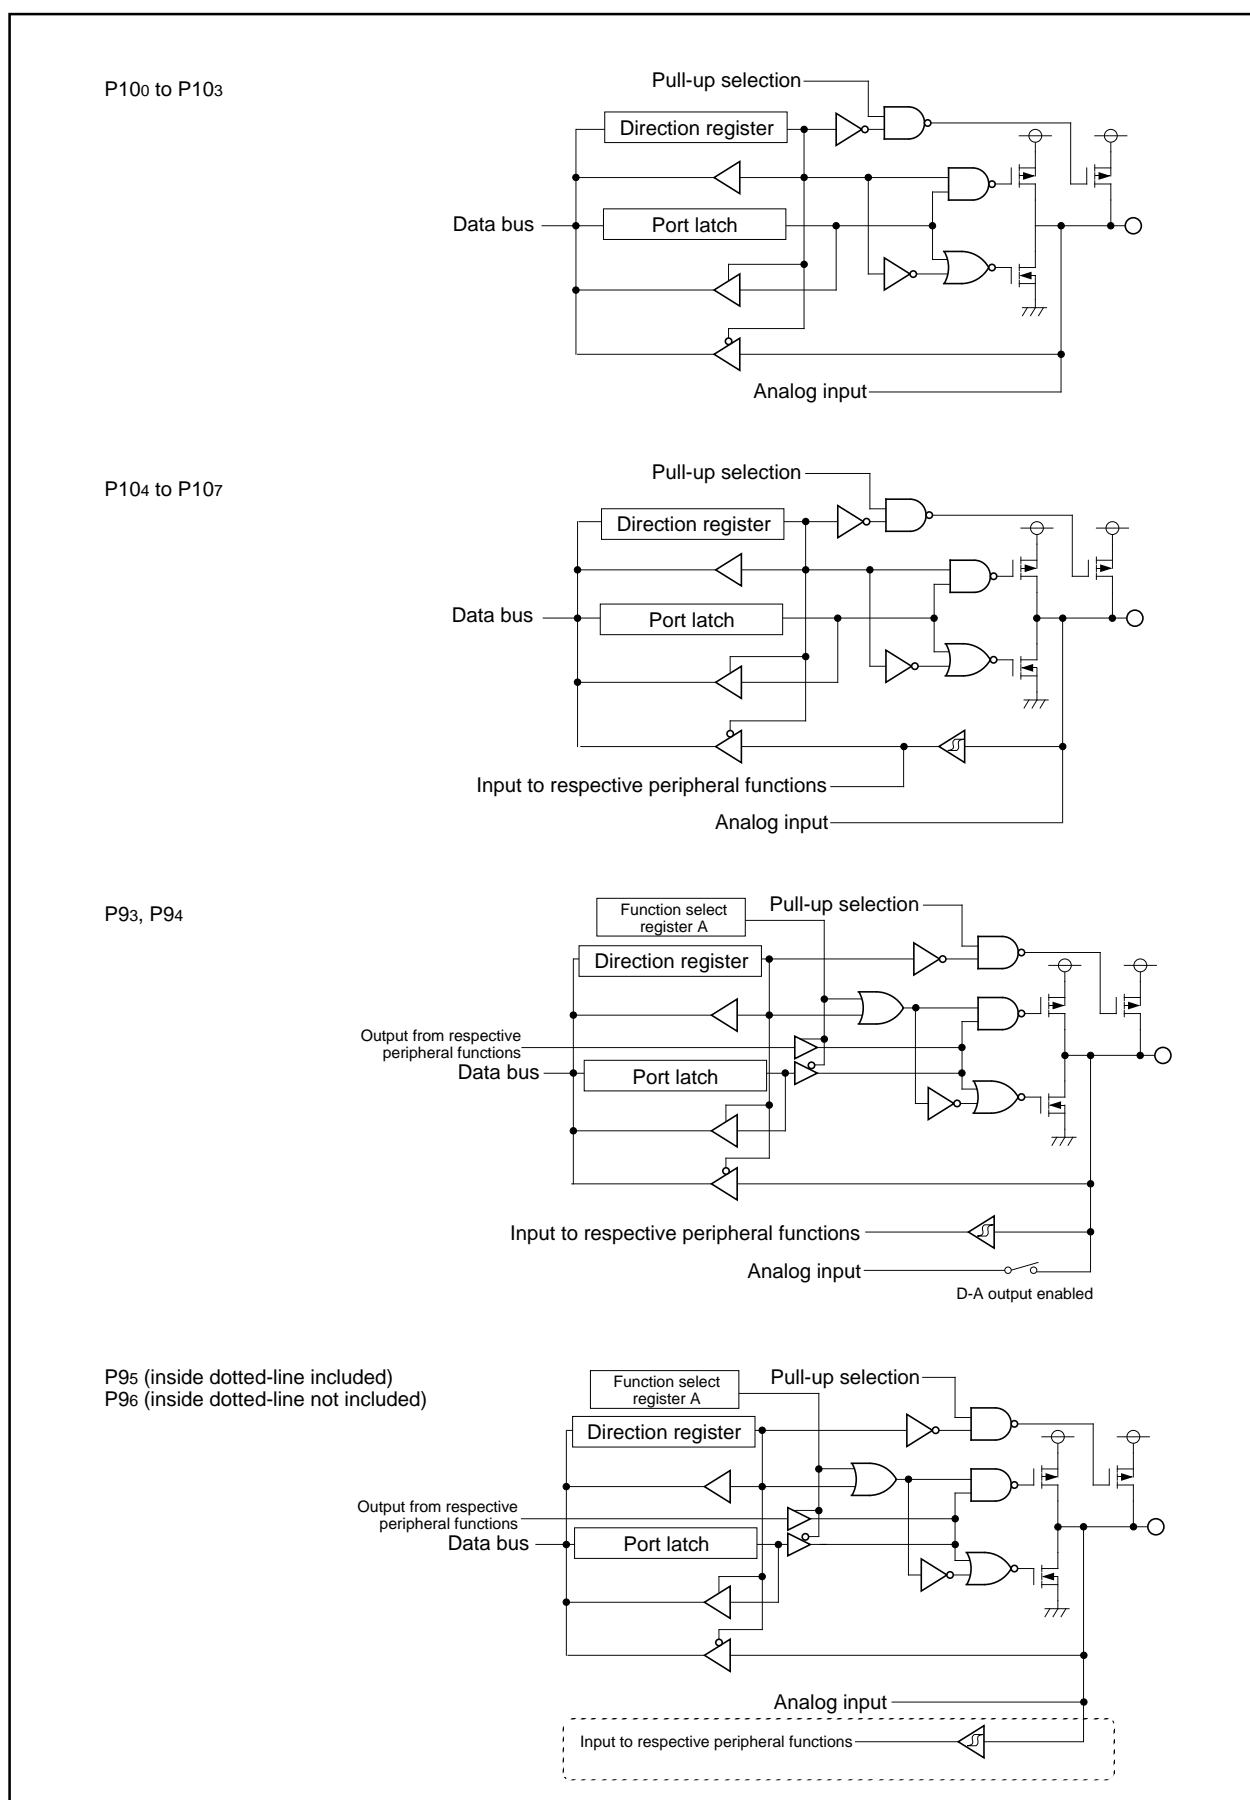 P100 to P103
Pull-up selection
Direction register
Data bus
Port latch
Analog input
P104 to P107
Pull-up selection
Direction register
Data bus
Port latch
Input to respective peripheral functions
Analog input
P93, P94
Function select
register A
Pull-up selection
Direction register
Output from respective
peripheral functions
Data bus
Port latch
Input to respective peripheral functions
Analog input
D-A output enabled
P95 (inside dotted-line included)
P96 (inside dotted-line not included)
Function select
register A
Pull-up selection
Direction register
Output from respective
peripheral functions
Data bus
Port latch
Analog input
Input to respective peripheral functions